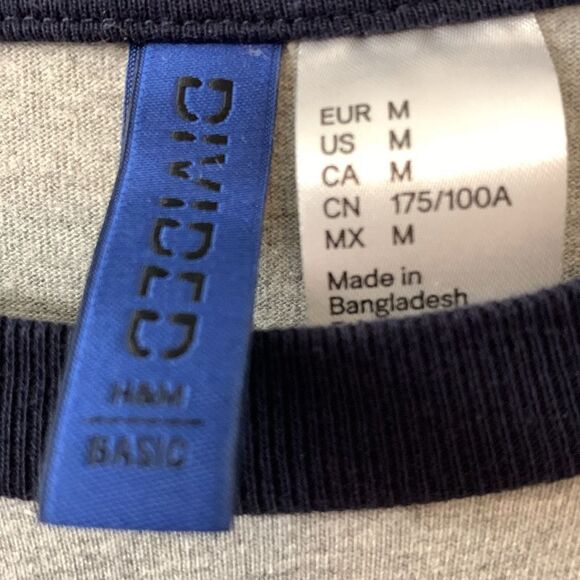 DIVIDED
H&M
BASIC
EUR M
US M
CA M
CN 175/100A
MX M
Made in
Bangladesh